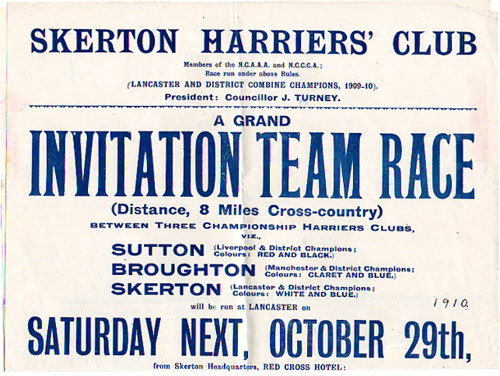 SKERTON HARRIERS' CLUB
Members of the N.G.A.A.A. and N.C.C.C.A.;
Race run under above Rules.
(LANCASTER AND DISTRICT COMBINE CHAMPIONS, 1909-10).
President: Councillor J. TURNEY.
A GRAND
INVITATION TEAM RACE
(Distance, 8 Miles Cross-country)
BETWEEN THREE CHAMPIONSHIP HARRIERS CLUBS,
VIZ.,
SUTTON (Liverpool & District Champions;
Colours: RED AND BLACK.)
BROUGHTON (Manchester & District Champions;
Colours: CLARET AND BLUE.)
SKERTON (Lancaster & District Champions;
Colours: WHITE AND BLUE.)
1910.
will be run at LANCASTER on
SATURDAY NEXT, OCTOBER 29th,
from Skerton Headquarters, RED CROSS HOTEL: